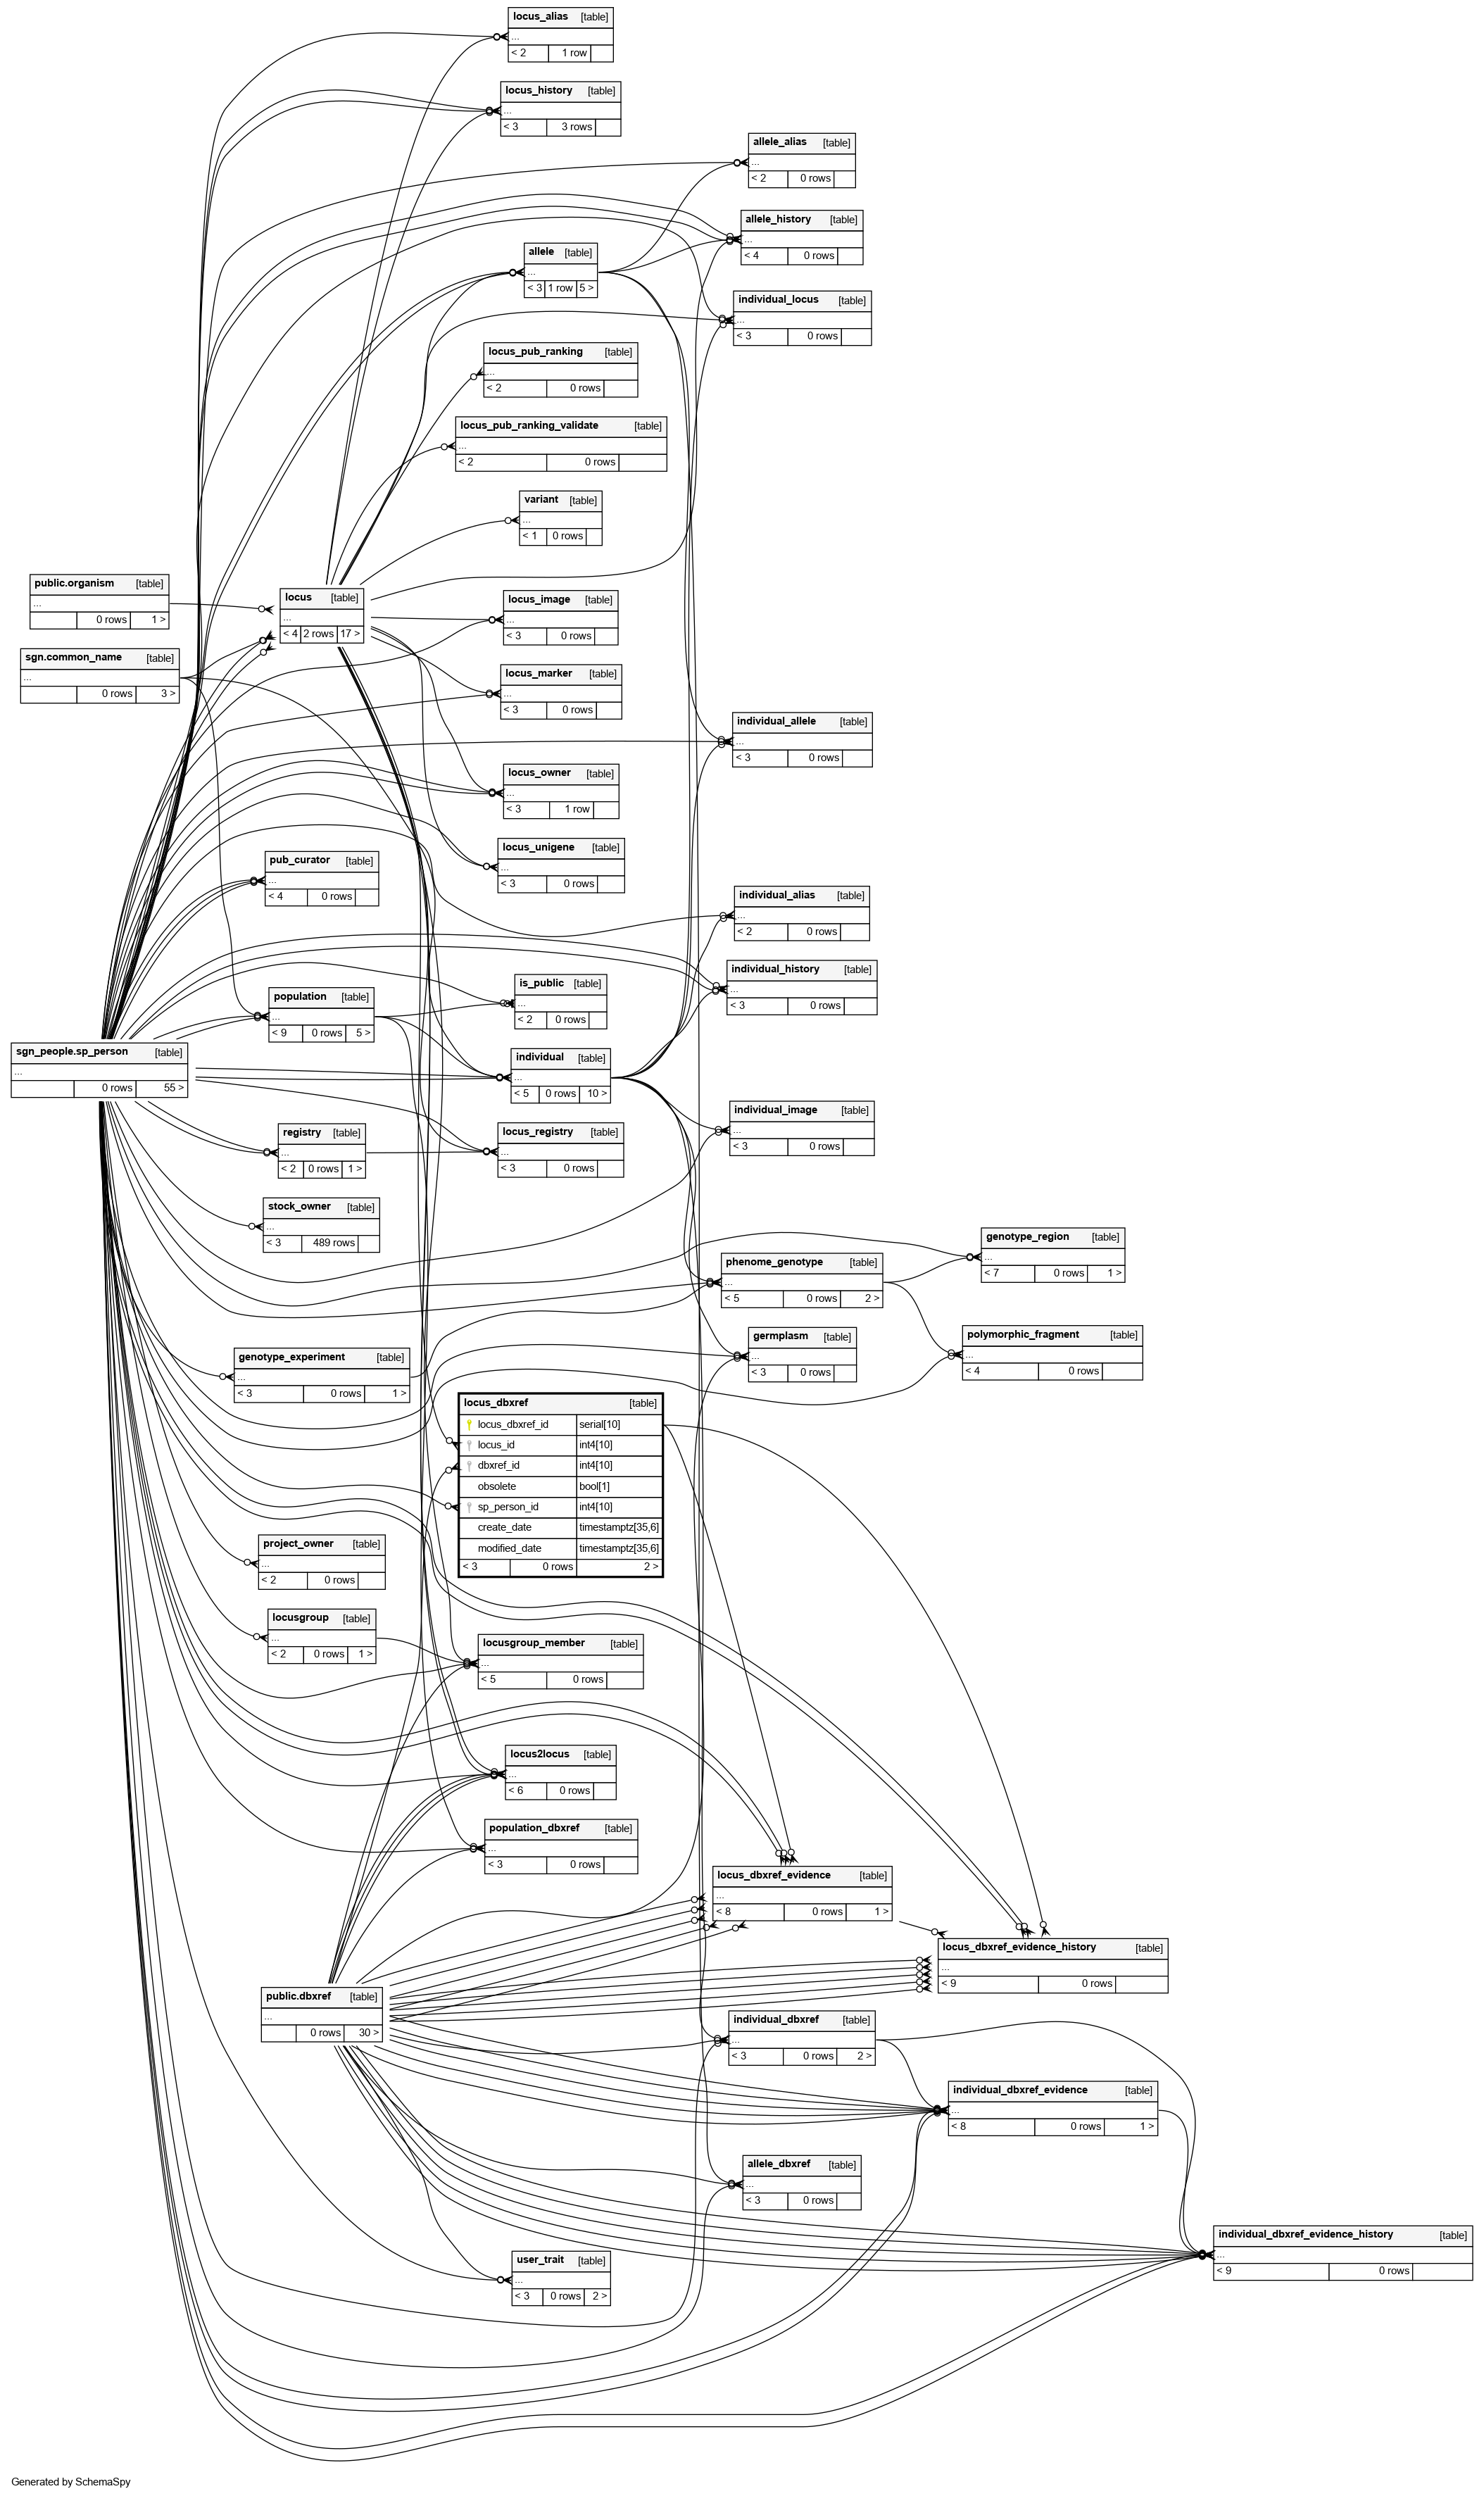 locus_alias [table]
...
< 2 1 row
locus_history [table]
...
< 3 3 rows
allele_alias [table]
...
< 2 0 rows
allele_history [table]
...
< 4 0 rows
allele [table]
...
< 3 1 row 5 >
individual_locus [table]
...
< 3 0 rows
locus_pub_ranking [table]
...
< 2 0 rows
locus_pub_ranking_validate [table]
...
< 2 0 rows
variant [table]
...
< 1 0 rows
public.organism [table]
...
0 rows 1 >
locus [table]
...
< 4 2 rows 17 >
locus_image [table]
...
< 3 0 rows
sgn.common_name [table]
...
0 rows 3 >
locus_marker [table]
...
< 3 0 rows
individual_allele [table]
...
< 3 0 rows
locus_owner [table]
...
< 3 1 row
locus_unigene [table]
...
< 3 0 rows
pub_curator [table]
...
< 4 0 rows
individual_alias [table]
...
< 2 0 rows
individual_history [table]
...
< 3 0 rows
is_public [table]
...
< 2 0 rows
population [table]
...
< 9 0 rows 5 >
sgn_people.sp_person [table]
...
0 rows 55 >
individual [table]
...
< 5 0 rows 10 >
individual_image [table]
...
< 3 0 rows
registry [table]
...
< 2 0 rows 1 >
locus_registry [table]
...
< 3 0 rows
stock_owner [table]
...
< 3 489 rows
genotype_region [table]
...
< 7 0 rows 1 >
phenome_genotype [table]
...
< 5 0 rows 2 >
germplasm [table]
...
< 3 0 rows
polymorphic_fragment [table]
...
< 4 0 rows
genotype_experiment [table]
...
< 3 0 rows 1 >
locus_dbxref [table]
locus_dbxref_id serial[10]
locus_id int4[10]
dbxref_id int4[10]
obsolete bool[1]
sp_person_id int4[10]
create_date timestamptz[35,6]
modified_date timestamptz[35,6]
< 3 0 rows 2 >
project_owner [table]
...
< 2 0 rows
locusgroup [table]
...
< 2 0 rows 1 >
locusgroup_member [table]
...
< 5 0 rows
locus2locus [table]
...
< 6 0 rows
population_dbxref [table]
...
< 3 0 rows
locus_dbxref_evidence [table]
...
< 8 0 rows 1 >
locus_dbxref_evidence_history [table]
...
< 9 0 rows
public.dbxref [table]
...
0 rows 30 >
individual_dbxref [table]
...
< 3 0 rows 2 >
individual_dbxref_evidence [table]
...
< 8 0 rows 1 >
allele_dbxref [table]
...
< 3 0 rows
individual_dbxref_evidence_history [table]
...
< 9 0 rows
user_trait [table]
...
< 3 0 rows 2 >
Generated by SchemaSpy